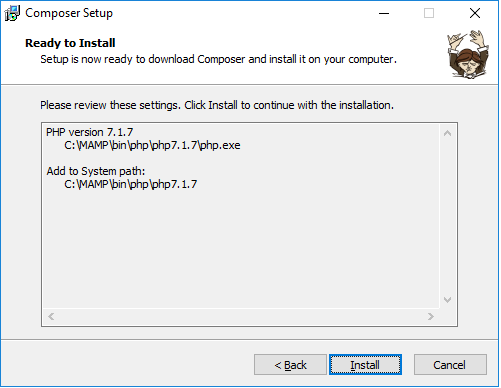 Composer Setup
Ready to Install
Setup is now ready to download Composer and install it on your computer.
Please review these settings. Click Install to continue with the installation.
PHP version 7.1.7
C:\MAMP\bin\php\php7.1.7\php.exe
Add to System path:
C:\MAMP\bin\php\php7.1.7
< Back
Install
Cancel